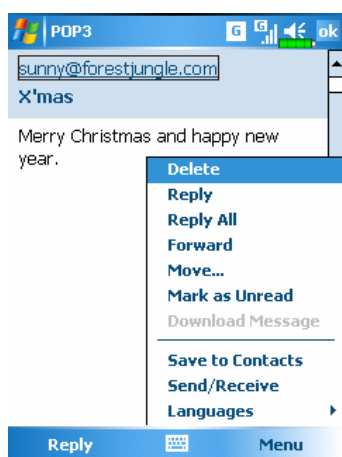 POP3 G G ok
sunny@forestjungle.com
X'mas
Merry Christmas and happy new
year.
Delete
Reply
Reply All
Forward
Move...
Mark as Unread
Download Message
Save to Contacts
Send/Receive
Languages
Reply Menu